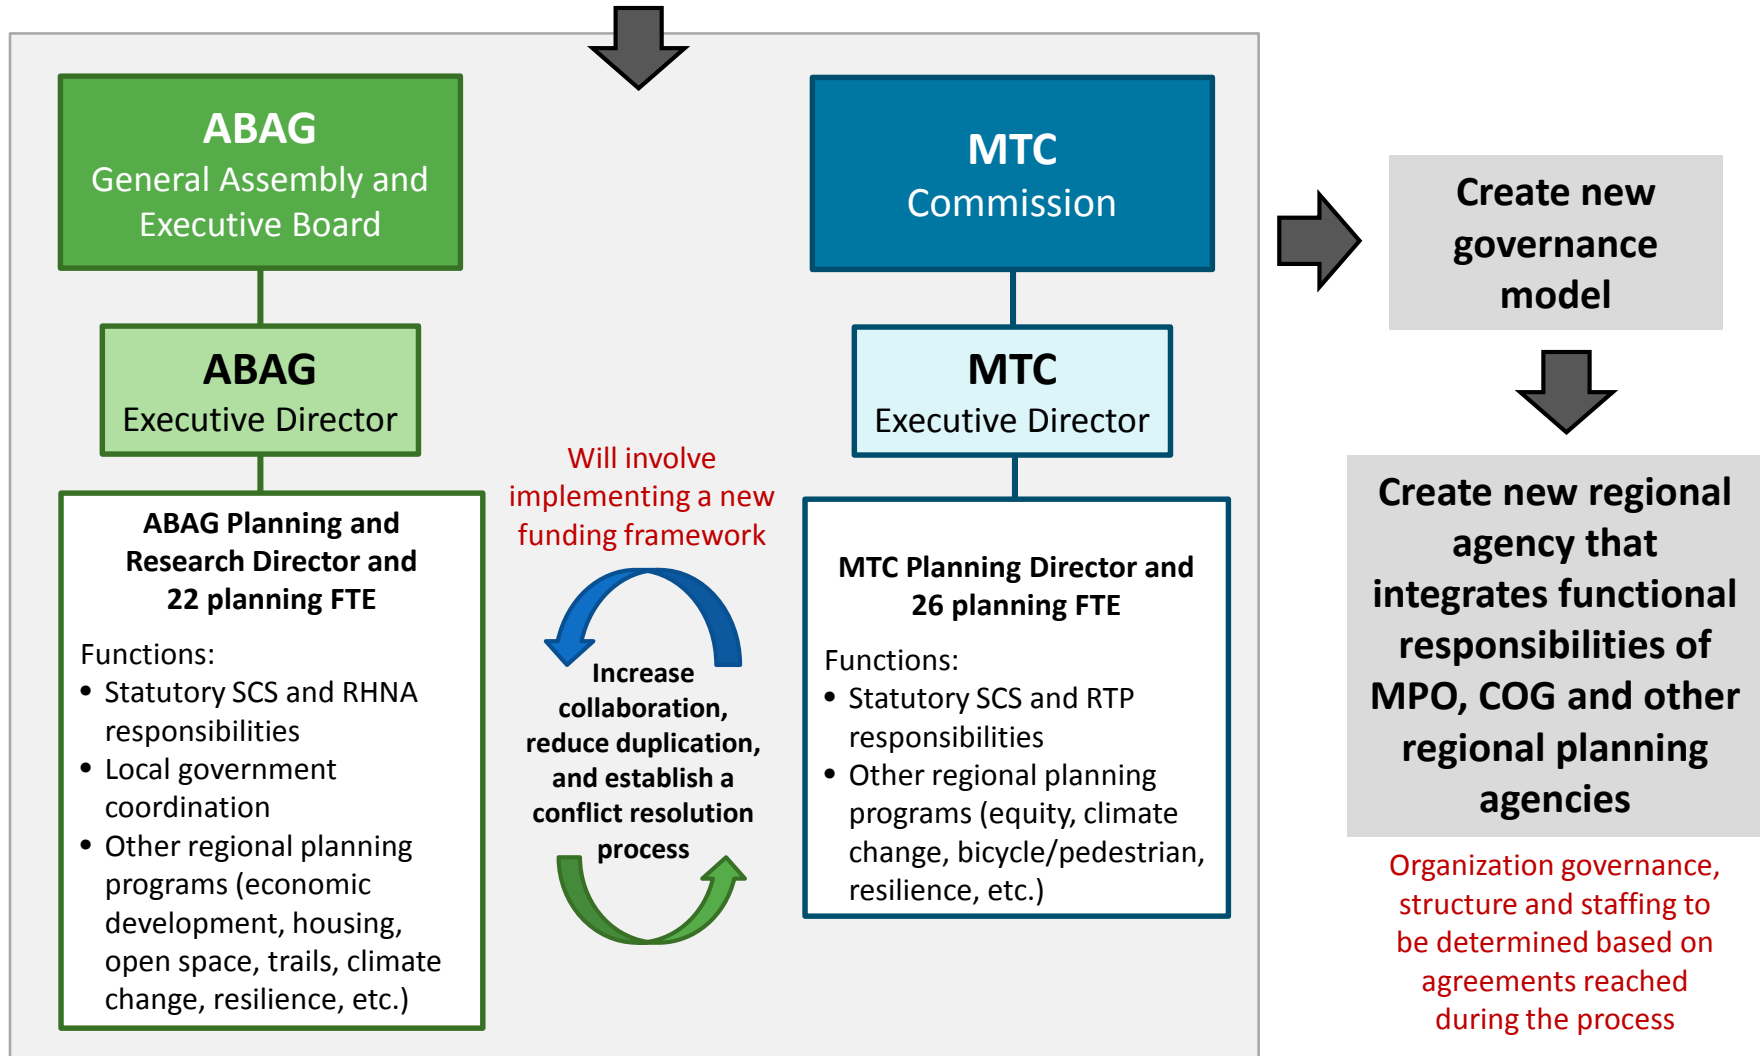 ABAG
General Assembly and
Executive Board
ABAG
Executive Director
ABAG Planning and
Research Director and
22 planning FTE
Functions:
• Statutory SCS and RHNA
responsibilities
• Local government
coordination
• Other regional planning
programs (economic
development, housing,
open space, trails, climate
change, resilience, etc.)
Will involve
implementing a new
funding framework
Increase
collaboration,
reduce duplication,
and establish a
conflict resolution
process
MTC
Commission
MTC
Executive Director
MTC Planning Director and
26 planning FTE
Functions:
• Statutory SCS and RTP
responsibilities
• Other regional planning
programs (equity, climate
change, bicycle/pedestrian,
resilience, etc.)
Create new
governance
model
Create new regional
agency that
integrates functional
responsibilities of
MPO, COG and other
regional planning
agencies
Organization governance,
structure and staffing to
be determined based on
agreements reached
during the process